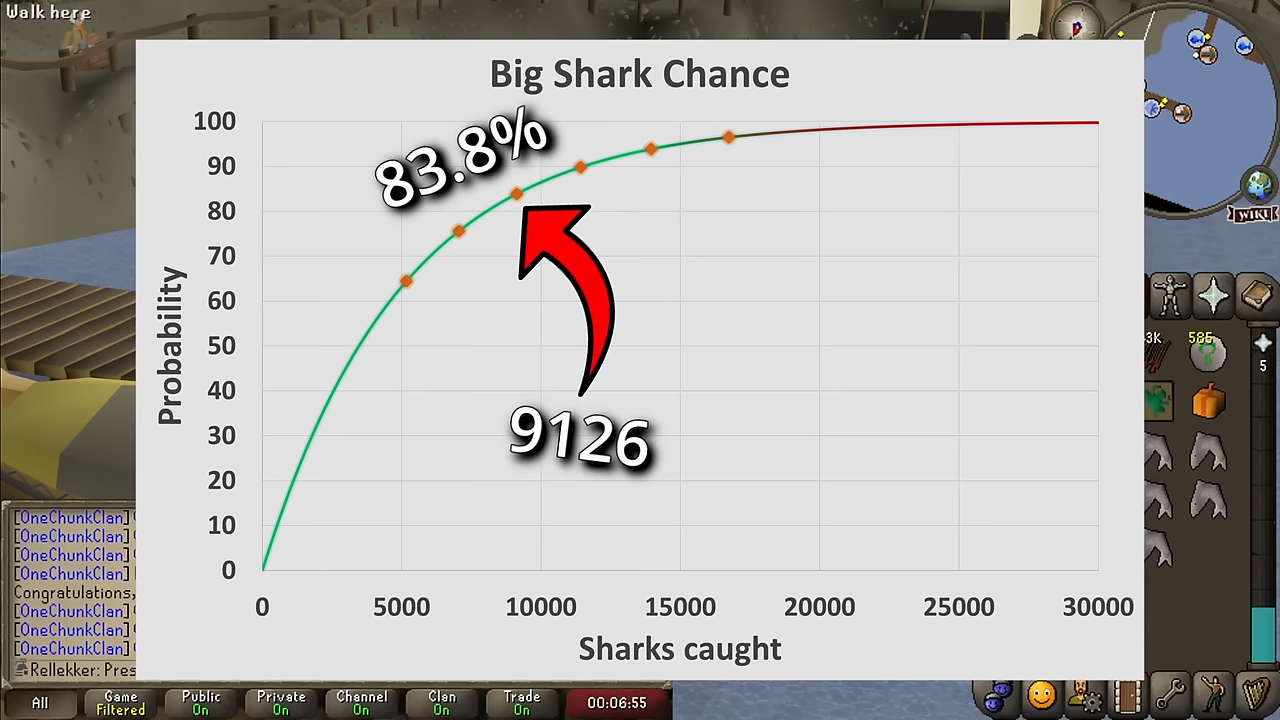 Walk here
Big Shark Chance
100
90
80
70
60
50
40
30
20
10
0
Probability
83.8%
9126
0 5000 10000 15000 20000 25000 30000
Sharks caught
WIKI
3K 585
5
[OneChunkClan]
[OneChunkClan]
[OneChunkClan]
[OneChunkClan]
Congratulations,
[OneChunkClan]
[OneChunkClan]
[OneChunkClan]
Rellekker: Pres
All
Game
Filtered
Public
On
Private
On
Channel
On
Clan
On
Trade
On
00:06:55